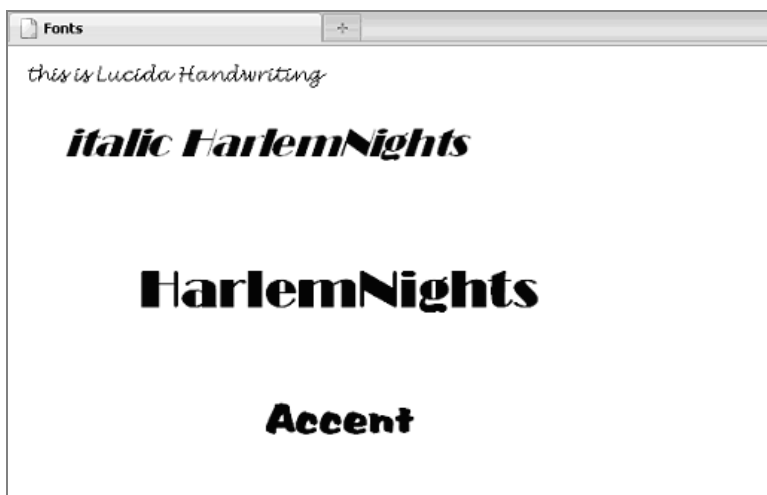 Fonts
this is Lucida Handwriting
italic HarlemNights
HarlemNights
Accent